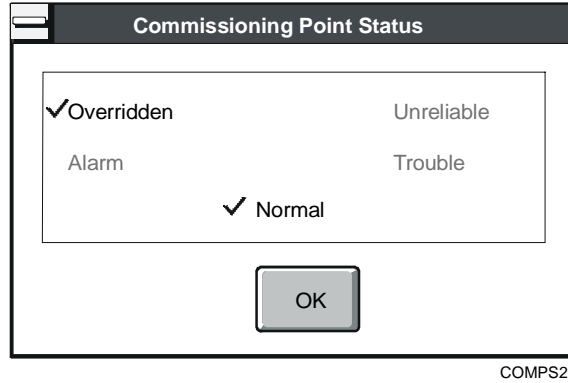 Commissioning Point Status
Overridden Unreliable
Alarm Trouble
Normal
OK
COMPS2